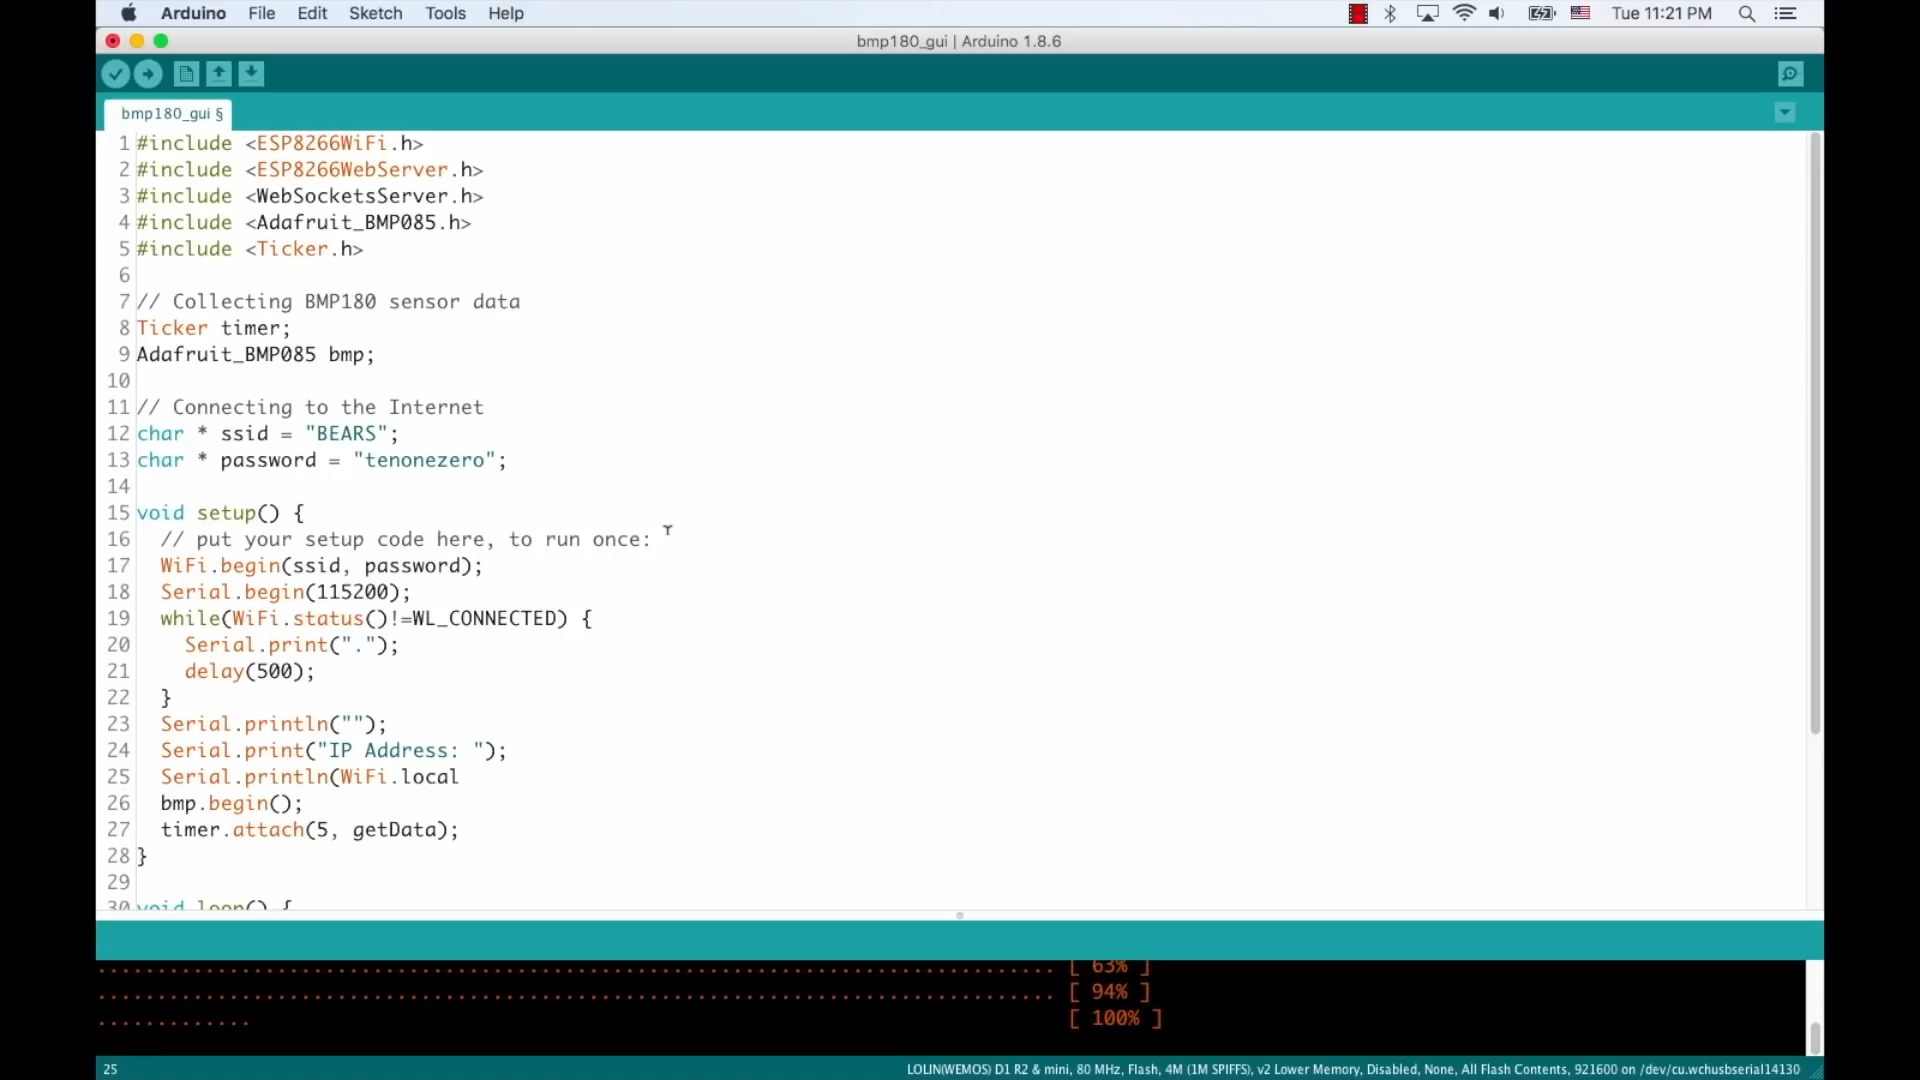 Arduino File Edit Sketch Tools Help Tue 11:21 PM
bmp180_gui | Arduino 1.8.6
bmp180_gui §
1 #include <ESP8266WiFi.h>
2 #include <ESP8266WebServer.h>
3 #include <WebSocketsServer.h>
4 #include <Adafruit_BMP085.h>
5 #include <Ticker.h>
6
7 // Collecting BMP180 sensor data
8 Ticker timer;
9 Adafruit_BMP085 bmp;
10
11 // Connecting to the Internet
12 char * ssid = "BEARS";
13 char * password = "tenonezero";
14
15 void setup() {
16   // put your setup code here, to run once:
17   WiFi.begin(ssid, password);
18   Serial.begin(115200);
19   while(WiFi.status()!=WL_CONNECTED) {
20     Serial.print(".");
21     delay(500);
22   }
23   Serial.println("");
24   Serial.print("IP Address: ");
25   Serial.println(WiFi.local
26   bmp.begin();
27   timer.attach(5, getData);
28 }
29
30 void loop() {
................................................................................ [ 63% ]
................................................................................ [ 94% ]
............. [ 100% ]
25 LOLIN(WEMOS) D1 R2 & mini, 80 MHz, Flash, 4M (1M SPIFFS), v2 Lower Memory, Disabled, None, All Flash Contents, 921600 on /dev/cu.wchusbserial14130